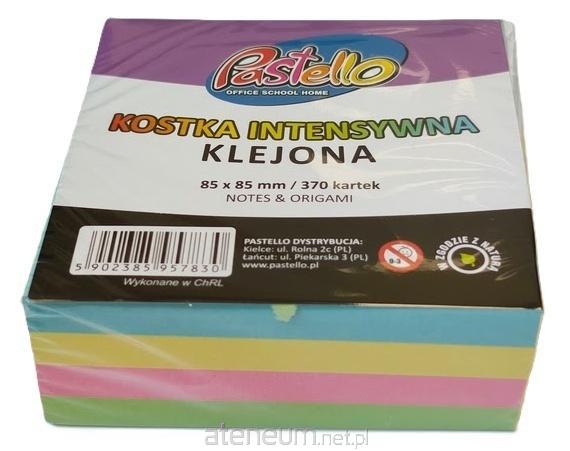 Pastello
OFFICE SCHOOL HOME
KOSTKA INTENSYWNA
KLEJONA
85 x 85 mm / 370 kartek
NOTES & ORIGAMI
5 902385 957830
Wykonane w ChRL
PASTELLO DYSTRYBUCJA:
Kielce: ul. Rolna 2c (PL)
Łańcut: ul. Piekarska 3 (PL)
www.pastello.pl
0-3
W ZGODZIE Z NATURĄ
ateneum.net.pl